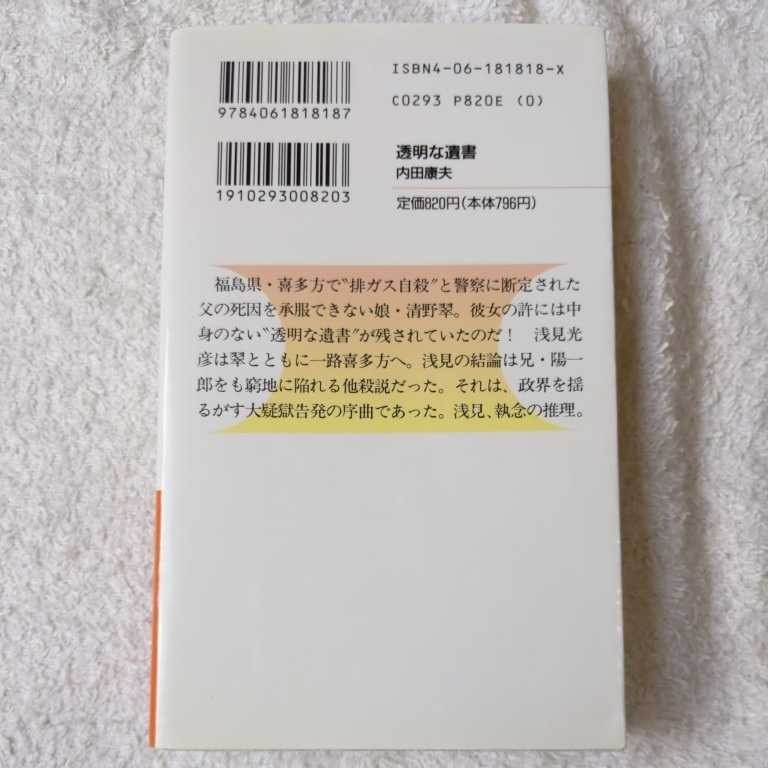 ISBN4-06-181818-X
9784061818187
C0293 P820E (0)
透明な遺書
内田康夫
1910293008203
定価820円(本体796円)
福島県・喜多方で〝排ガス自殺〟と警察に断定された
父の死因を承服できない娘・清野翠。彼女の許には中
身のない〝透明な遺書〟が残されていたのだ！　浅見光
彦は翠とともに一路喜多方へ。浅見の結論は兄・陽一
郎をも窮地に陥れる他殺説だった。それは、政界を揺
るがす大疑獄告発の序曲であった。浅見、執念の推理。